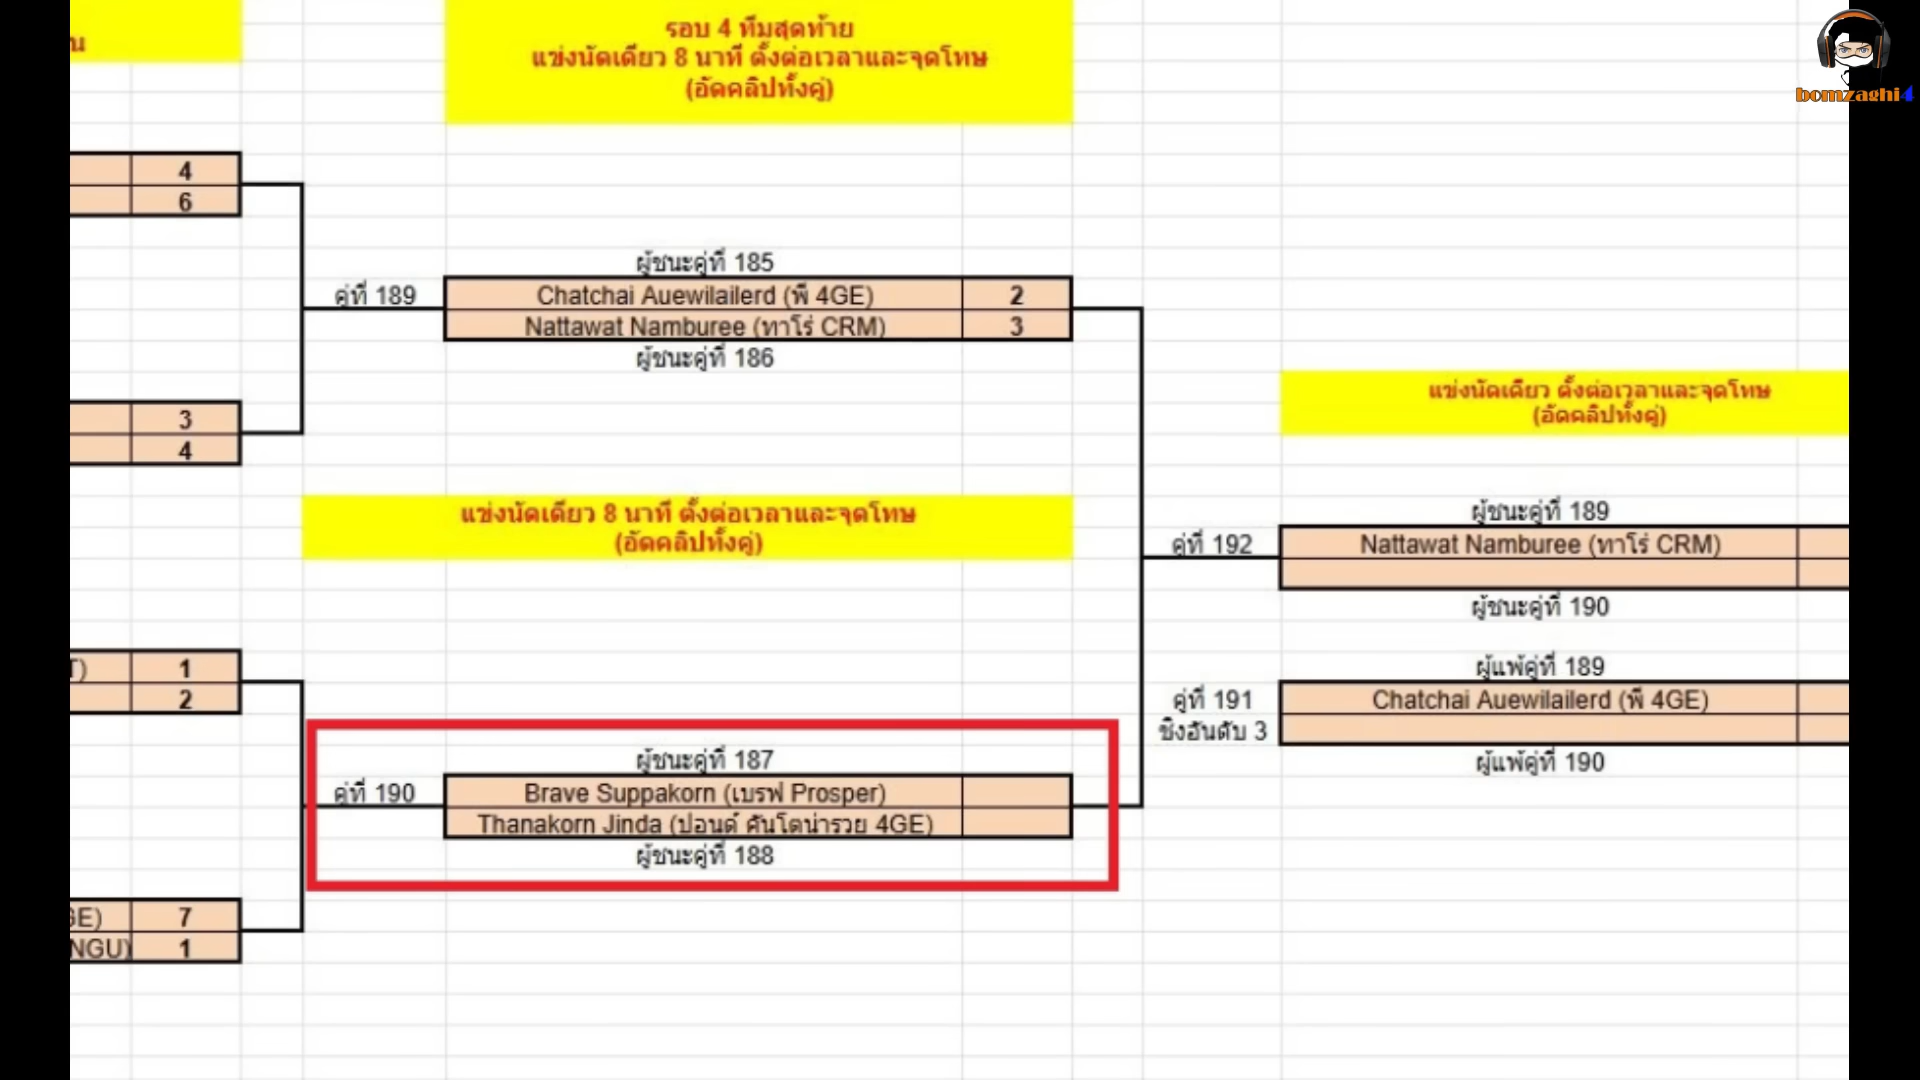 น
รอบ 4 ทีมสุดท้าย
แข่งนัดเดียว 8 นาที ตั้งต่อเวลาและจุดโทษ
(อัดคลิปทั้งคู่)
bomzaghi4
4
6
ผู้ชนะคู่ที่ 185
คู่ที่ 189
Chatchai Auewilailerd (พี 4GE) 2
Nattawat Namburee (ทาโร่ CRM) 3
ผู้ชนะคู่ที่ 186
3
4
แข่งนัดเดียว ตั้งต่อเวลาและจุดโทษ
(อัดคลิปทั้งคู่)
แข่งนัดเดียว 8 นาที ตั้งต่อเวลาและจุดโทษ
(อัดคลิปทั้งคู่)
ผู้ชนะคู่ที่ 189
คู่ที่ 192
Nattawat Namburee (ทาโร่ CRM)
ผู้ชนะคู่ที่ 190
T) 1
2
ผู้แพ้คู่ที่ 189
คู่ที่ 191
ชิงอันดับ 3
Chatchai Auewilailerd (พี 4GE)
ผู้แพ้คู่ที่ 190
ผู้ชนะคู่ที่ 187
คู่ที่ 190
Brave Suppakorn (เบรฟ Prosper)
Thanakorn Jinda (ปอนด์ คันโตน่ารวย 4GE)
ผู้ชนะคู่ที่ 188
GE) 7
NGU) 1